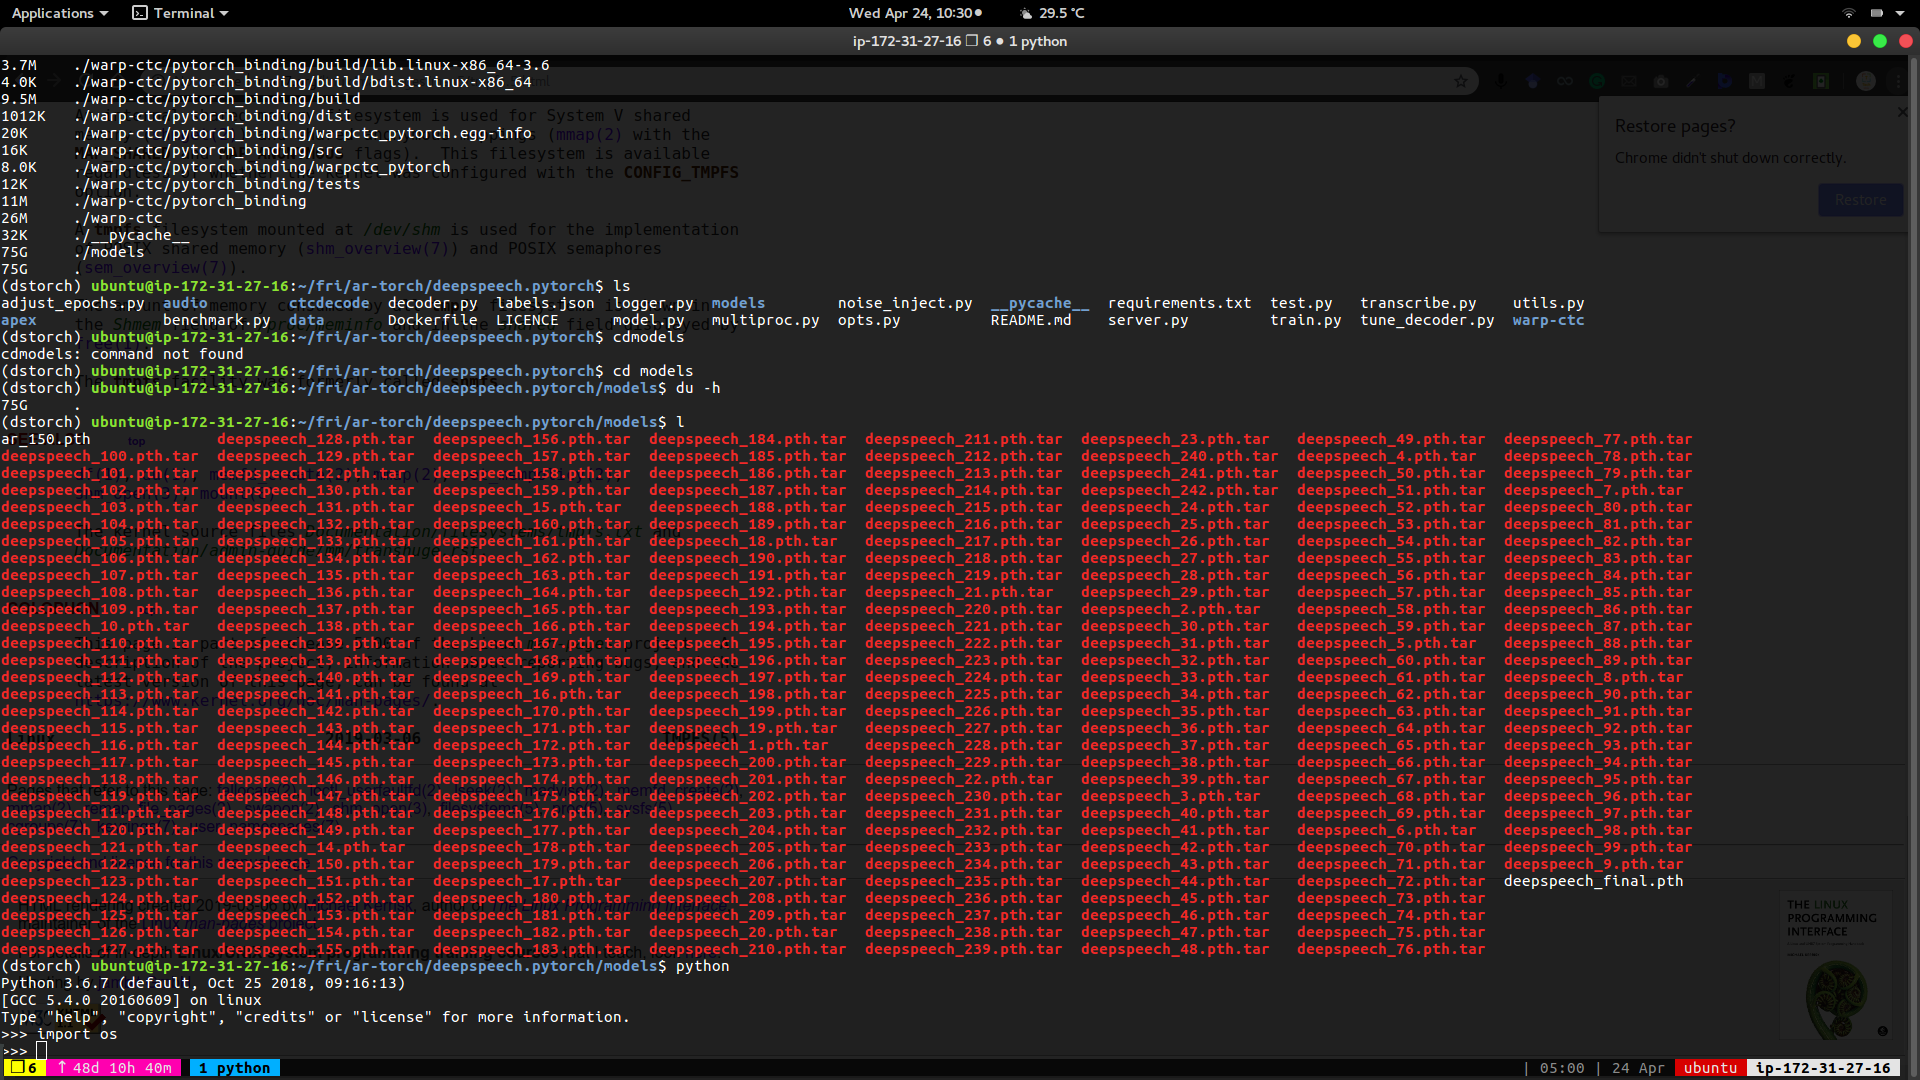 Applications Terminal Wed Apr 24, 10:30 29.5 °C
ip-172-31-27-16 ❐ 6 ● 1 python
3.7M ./warp-ctc/pytorch_binding/build/lib.linux-x86_64-3.6
4.0K ./warp-ctc/pytorch_binding/build/bdist.linux-x86_64
9.5M ./warp-ctc/pytorch_binding/build
1012K ./warp-ctc/pytorch_binding/dist
20K ./warp-ctc/pytorch_binding/warpctc_pytorch.egg-info
16K ./warp-ctc/pytorch_binding/src
8.0K ./warp-ctc/pytorch_binding/warpctc_pytorch
12K ./warp-ctc/pytorch_binding/tests
11M ./warp-ctc/pytorch_binding
26M ./warp-ctc
32K ./__pycache__
75G ./models
75G .
(dstorch) ubuntu@ip-172-31-27-16:~/fri/ar-torch/deepspeech.pytorch$ ls
adjust_epochs.py audio ctcdecode decoder.py labels.json logger.py models noise_inject.py __pycache__ requirements.txt test.py transcribe.py utils.py
apex benchmark.py data Dockerfile LICENCE model.py multiproc.py opts.py README.md server.py train.py tune_decoder.py warp-ctc
(dstorch) ubuntu@ip-172-31-27-16:~/fri/ar-torch/deepspeech.pytorch$ cdmodels
cdmodels: command not found
(dstorch) ubuntu@ip-172-31-27-16:~/fri/ar-torch/deepspeech.pytorch$ cd models
(dstorch) ubuntu@ip-172-31-27-16:~/fri/ar-torch/deepspeech.pytorch/models$ du -h
75G .
(dstorch) ubuntu@ip-172-31-27-16:~/fri/ar-torch/deepspeech.pytorch/models$ l
ar_150.pth deepspeech_128.pth.tar deepspeech_156.pth.tar deepspeech_184.pth.tar deepspeech_211.pth.tar deepspeech_23.pth.tar deepspeech_49.pth.tar deepspeech_77.pth.tar
deepspeech_100.pth.tar deepspeech_129.pth.tar deepspeech_157.pth.tar deepspeech_185.pth.tar deepspeech_212.pth.tar deepspeech_240.pth.tar deepspeech_4.pth.tar deepspeech_78.pth.tar
deepspeech_101.pth.tar deepspeech_12.pth.tar deepspeech_158.pth.tar deepspeech_186.pth.tar deepspeech_213.pth.tar deepspeech_241.pth.tar deepspeech_50.pth.tar deepspeech_79.pth.tar
deepspeech_102.pth.tar deepspeech_130.pth.tar deepspeech_159.pth.tar deepspeech_187.pth.tar deepspeech_214.pth.tar deepspeech_242.pth.tar deepspeech_51.pth.tar deepspeech_7.pth.tar
deepspeech_103.pth.tar deepspeech_131.pth.tar deepspeech_15.pth.tar deepspeech_188.pth.tar deepspeech_215.pth.tar deepspeech_24.pth.tar deepspeech_52.pth.tar deepspeech_80.pth.tar
deepspeech_104.pth.tar deepspeech_132.pth.tar deepspeech_160.pth.tar deepspeech_189.pth.tar deepspeech_216.pth.tar deepspeech_25.pth.tar deepspeech_53.pth.tar deepspeech_81.pth.tar
deepspeech_105.pth.tar deepspeech_133.pth.tar deepspeech_161.pth.tar deepspeech_18.pth.tar deepspeech_217.pth.tar deepspeech_26.pth.tar deepspeech_54.pth.tar deepspeech_82.pth.tar
deepspeech_106.pth.tar deepspeech_134.pth.tar deepspeech_162.pth.tar deepspeech_190.pth.tar deepspeech_218.pth.tar deepspeech_27.pth.tar deepspeech_55.pth.tar deepspeech_83.pth.tar
deepspeech_107.pth.tar deepspeech_135.pth.tar deepspeech_163.pth.tar deepspeech_191.pth.tar deepspeech_219.pth.tar deepspeech_28.pth.tar deepspeech_56.pth.tar deepspeech_84.pth.tar
deepspeech_108.pth.tar deepspeech_136.pth.tar deepspeech_164.pth.tar deepspeech_192.pth.tar deepspeech_21.pth.tar deepspeech_29.pth.tar deepspeech_57.pth.tar deepspeech_85.pth.tar
deepspeech_109.pth.tar deepspeech_137.pth.tar deepspeech_165.pth.tar deepspeech_193.pth.tar deepspeech_220.pth.tar deepspeech_2.pth.tar deepspeech_58.pth.tar deepspeech_86.pth.tar
deepspeech_10.pth.tar deepspeech_138.pth.tar deepspeech_166.pth.tar deepspeech_194.pth.tar deepspeech_221.pth.tar deepspeech_30.pth.tar deepspeech_59.pth.tar deepspeech_87.pth.tar
deepspeech_110.pth.tar deepspeech_139.pth.tar deepspeech_167.pth.tar deepspeech_195.pth.tar deepspeech_222.pth.tar deepspeech_31.pth.tar deepspeech_5.pth.tar deepspeech_88.pth.tar
deepspeech_111.pth.tar deepspeech_13.pth.tar deepspeech_168.pth.tar deepspeech_196.pth.tar deepspeech_223.pth.tar deepspeech_32.pth.tar deepspeech_60.pth.tar deepspeech_89.pth.tar
deepspeech_112.pth.tar deepspeech_140.pth.tar deepspeech_169.pth.tar deepspeech_197.pth.tar deepspeech_224.pth.tar deepspeech_33.pth.tar deepspeech_61.pth.tar deepspeech_8.pth.tar
deepspeech_113.pth.tar deepspeech_141.pth.tar deepspeech_16.pth.tar deepspeech_198.pth.tar deepspeech_225.pth.tar deepspeech_34.pth.tar deepspeech_62.pth.tar deepspeech_90.pth.tar
deepspeech_114.pth.tar deepspeech_142.pth.tar deepspeech_170.pth.tar deepspeech_199.pth.tar deepspeech_226.pth.tar deepspeech_35.pth.tar deepspeech_63.pth.tar deepspeech_91.pth.tar
deepspeech_115.pth.tar deepspeech_143.pth.tar deepspeech_171.pth.tar deepspeech_19.pth.tar deepspeech_227.pth.tar deepspeech_36.pth.tar deepspeech_64.pth.tar deepspeech_92.pth.tar
deepspeech_116.pth.tar deepspeech_144.pth.tar deepspeech_172.pth.tar deepspeech_1.pth.tar deepspeech_228.pth.tar deepspeech_37.pth.tar deepspeech_65.pth.tar deepspeech_93.pth.tar
deepspeech_117.pth.tar deepspeech_145.pth.tar deepspeech_173.pth.tar deepspeech_200.pth.tar deepspeech_229.pth.tar deepspeech_38.pth.tar deepspeech_66.pth.tar deepspeech_94.pth.tar
deepspeech_118.pth.tar deepspeech_146.pth.tar deepspeech_174.pth.tar deepspeech_201.pth.tar deepspeech_22.pth.tar deepspeech_39.pth.tar deepspeech_67.pth.tar deepspeech_95.pth.tar
deepspeech_119.pth.tar deepspeech_147.pth.tar deepspeech_175.pth.tar deepspeech_202.pth.tar deepspeech_230.pth.tar deepspeech_3.pth.tar deepspeech_68.pth.tar deepspeech_96.pth.tar
deepspeech_11.pth.tar deepspeech_148.pth.tar deepspeech_176.pth.tar deepspeech_203.pth.tar deepspeech_231.pth.tar deepspeech_40.pth.tar deepspeech_69.pth.tar deepspeech_97.pth.tar
deepspeech_120.pth.tar deepspeech_149.pth.tar deepspeech_177.pth.tar deepspeech_204.pth.tar deepspeech_232.pth.tar deepspeech_41.pth.tar deepspeech_6.pth.tar deepspeech_98.pth.tar
deepspeech_121.pth.tar deepspeech_14.pth.tar deepspeech_178.pth.tar deepspeech_205.pth.tar deepspeech_233.pth.tar deepspeech_42.pth.tar deepspeech_70.pth.tar deepspeech_99.pth.tar
deepspeech_122.pth.tar deepspeech_150.pth.tar deepspeech_179.pth.tar deepspeech_206.pth.tar deepspeech_234.pth.tar deepspeech_43.pth.tar deepspeech_71.pth.tar deepspeech_9.pth.tar
deepspeech_123.pth.tar deepspeech_151.pth.tar deepspeech_17.pth.tar deepspeech_207.pth.tar deepspeech_235.pth.tar deepspeech_44.pth.tar deepspeech_72.pth.tar deepspeech_final.pth
deepspeech_124.pth.tar deepspeech_152.pth.tar deepspeech_180.pth.tar deepspeech_208.pth.tar deepspeech_236.pth.tar deepspeech_45.pth.tar deepspeech_73.pth.tar
deepspeech_125.pth.tar deepspeech_153.pth.tar deepspeech_181.pth.tar deepspeech_209.pth.tar deepspeech_237.pth.tar deepspeech_46.pth.tar deepspeech_74.pth.tar
deepspeech_126.pth.tar deepspeech_154.pth.tar deepspeech_182.pth.tar deepspeech_20.pth.tar deepspeech_238.pth.tar deepspeech_47.pth.tar deepspeech_75.pth.tar
deepspeech_127.pth.tar deepspeech_155.pth.tar deepspeech_183.pth.tar deepspeech_210.pth.tar deepspeech_239.pth.tar deepspeech_48.pth.tar deepspeech_76.pth.tar
(dstorch) ubuntu@ip-172-31-27-16:~/fri/ar-torch/deepspeech.pytorch/models$ python
Python 3.6.7 (default, Oct 25 2018, 09:16:13)
[GCC 5.4.0 20160609] on linux
Type "help", "copyright", "credits" or "license" for more information.
>>> import os
>>>
❐ 6 ↑ 48d 10h 40m 1 python | 05:00 | 24 Apr ubuntu ip-172-31-27-16
Restore pages?
Chrome didn't shut down correctly.
Restore
THE LINUX
PROGRAMMING
INTERFACE